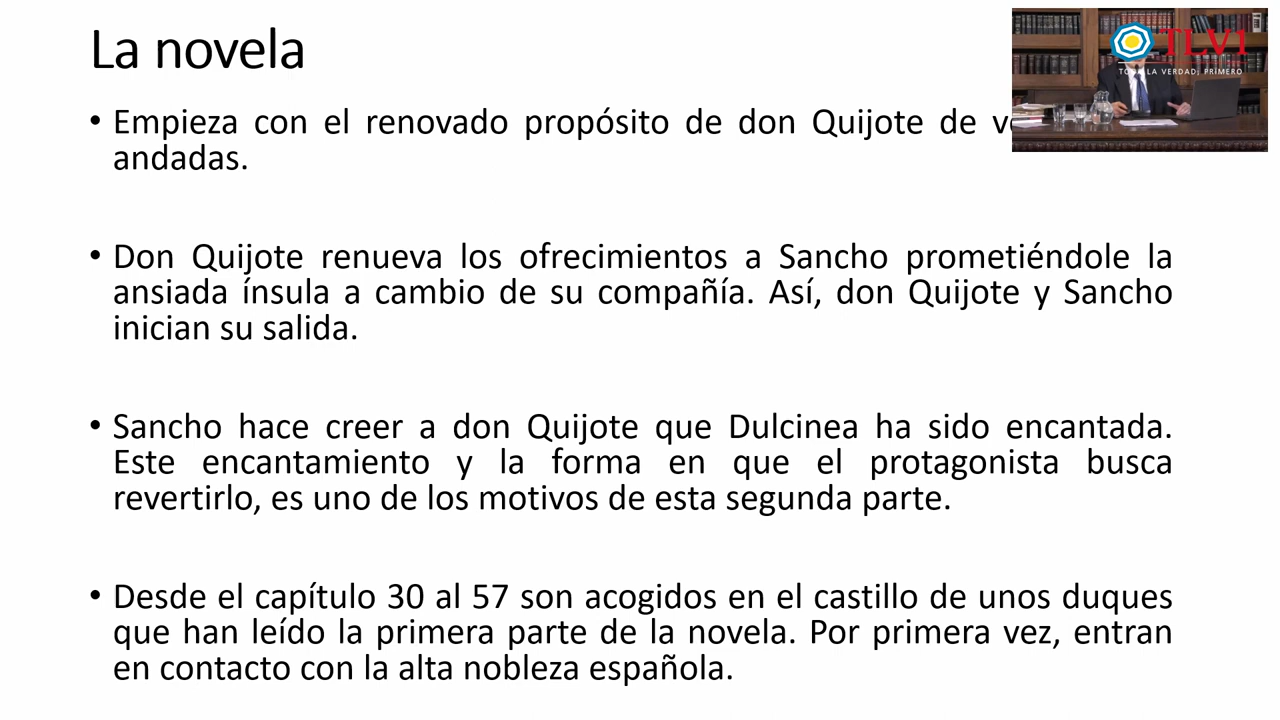 La novela
• Empieza con el renovado propósito de don Quijote de
andadas.
• Don Quijote renueva los ofrecimientos a Sancho prometiéndole la
ansiada ínsula a cambio de su compañía. Así, don Quijote y Sancho
inician su salida.
• Sancho hace creer a don Quijote que Dulcinea ha sido encantada.
Este encantamiento y la forma en que el protagonista busca
revertirlo, es uno de los motivos de esta segunda parte.
• Desde el capítulo 30 al 57 son acogidos en el castillo de unos duques
que han leído la primera parte de la novela. Por primera vez, entran
en contacto con la alta nobleza española.
TLV1
TODA LA VERDAD, PRIMERO